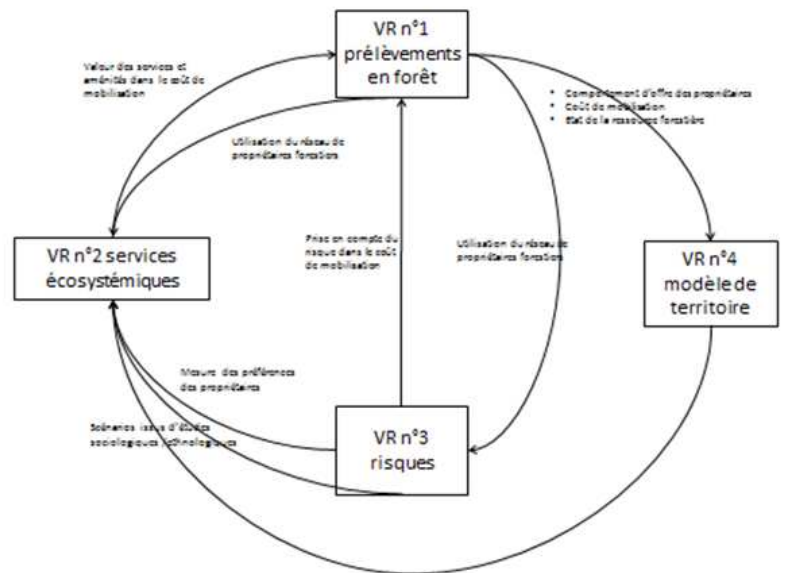 VR n°1
prélèvements
en forêt
Valeur des services et
aménités dans le coût de
mobilisation
• Comportement d'offre des propriétaires
• Coût de mobilisation
• Etat de la ressource forestière
Utilisation du réseau de
propriétaires forestiers
Prise en compte du
risque dans le coût
de mobilisation
Utilisation du réseau de
propriétaires forestiers
VR n°2 services
écosystémiques
VR n°4
modèle de
territoire
Mesure des préférences
des propriétaires
Scénarios issus d'études
sociologiques /ethnologiques
VR n°3
risques